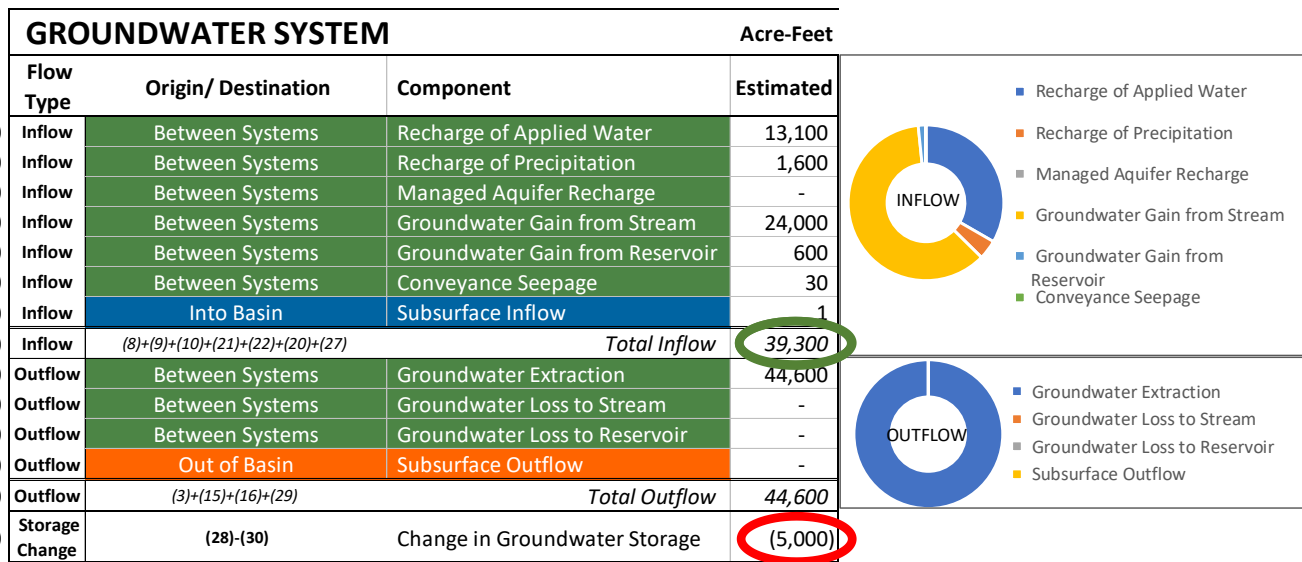 GROUNDWATER SYSTEM Acre-Feet
Flow Type Origin/ Destination Component Estimated
Inflow Between Systems Recharge of Applied Water 13,100
Inflow Between Systems Recharge of Precipitation 1,600
Inflow Between Systems Managed Aquifer Recharge -
Inflow Between Systems Groundwater Gain from Stream 24,000
Inflow Between Systems Groundwater Gain from Reservoir 600
Inflow Between Systems Conveyance Seepage 30
Inflow Into Basin Subsurface Inflow 1
Inflow (8)+(9)+(10)+(21)+(22)+(20)+(27) Total Inflow 39,300
Outflow Between Systems Groundwater Extraction 44,600
Outflow Between Systems Groundwater Loss to Stream -
Outflow Between Systems Groundwater Loss to Reservoir -
Outflow Out of Basin Subsurface Outflow -
Outflow (3)+(15)+(16)+(29) Total Outflow 44,600
Storage Change (28)-(30) Change in Groundwater Storage (5,000)
INFLOW
Recharge of Applied Water
Recharge of Precipitation
Managed Aquifer Recharge
Groundwater Gain from Stream
Groundwater Gain from
Reservoir
Conveyance Seepage
OUTFLOW
Groundwater Extraction
Groundwater Loss to Stream
Groundwater Loss to Reservoir
Subsurface Outflow